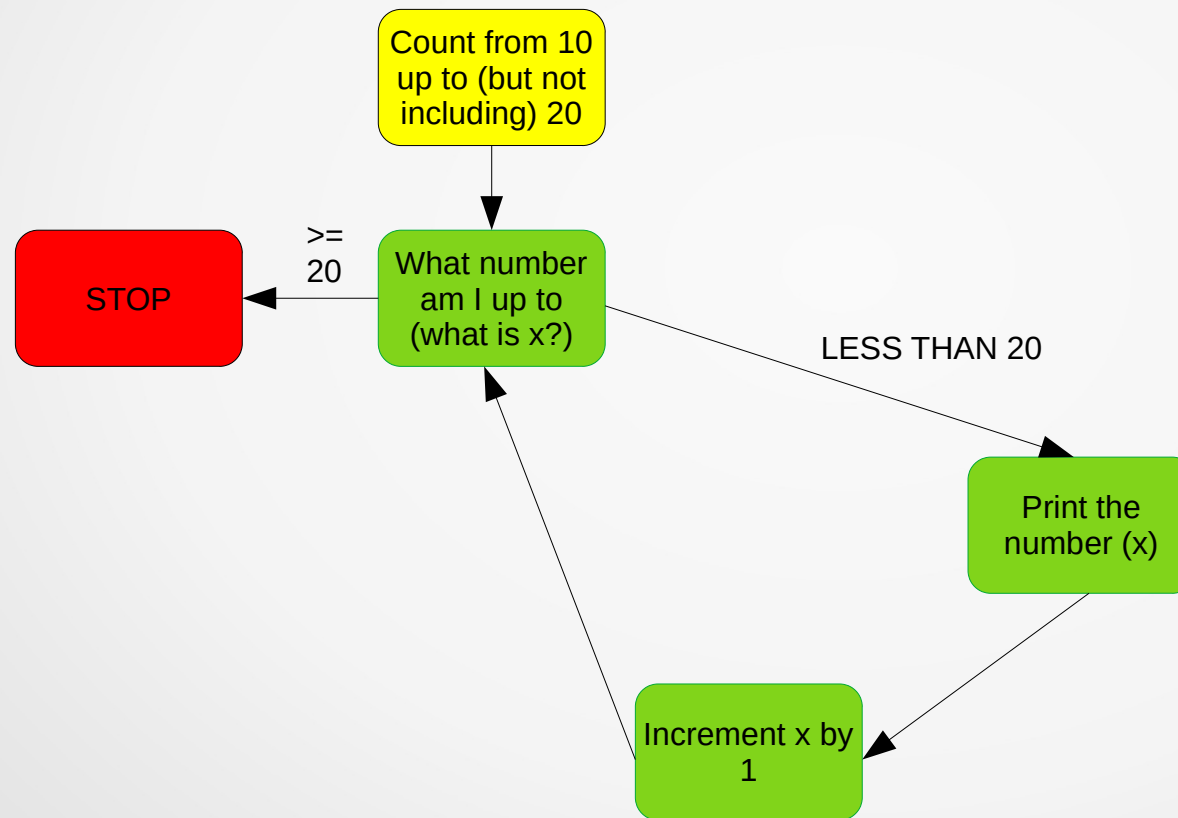 Count from 10
up to (but not
including) 20
>=
20
STOP
What number
am I up to
(what is x?)
LESS THAN 20
Print the
number (x)
Increment x by
1